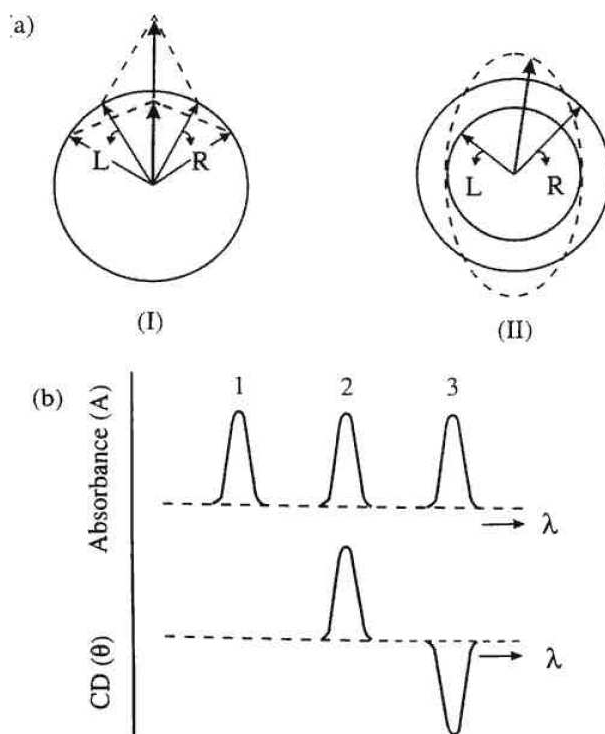 (a)
L R
L R
(I)
(II)
(b)
Absorbance (A)
1 2 3
λ
CD (θ)
λ